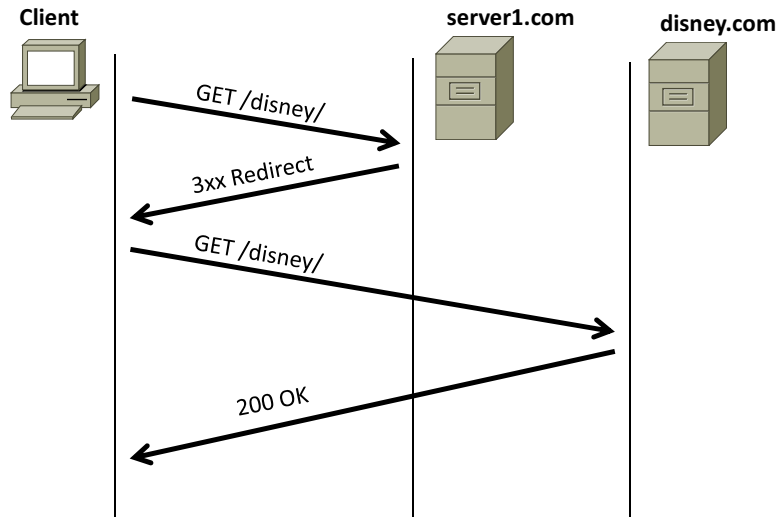 Client
server1.com
disney.com
GET /disney/
3xx Redirect
GET /disney/
200 OK